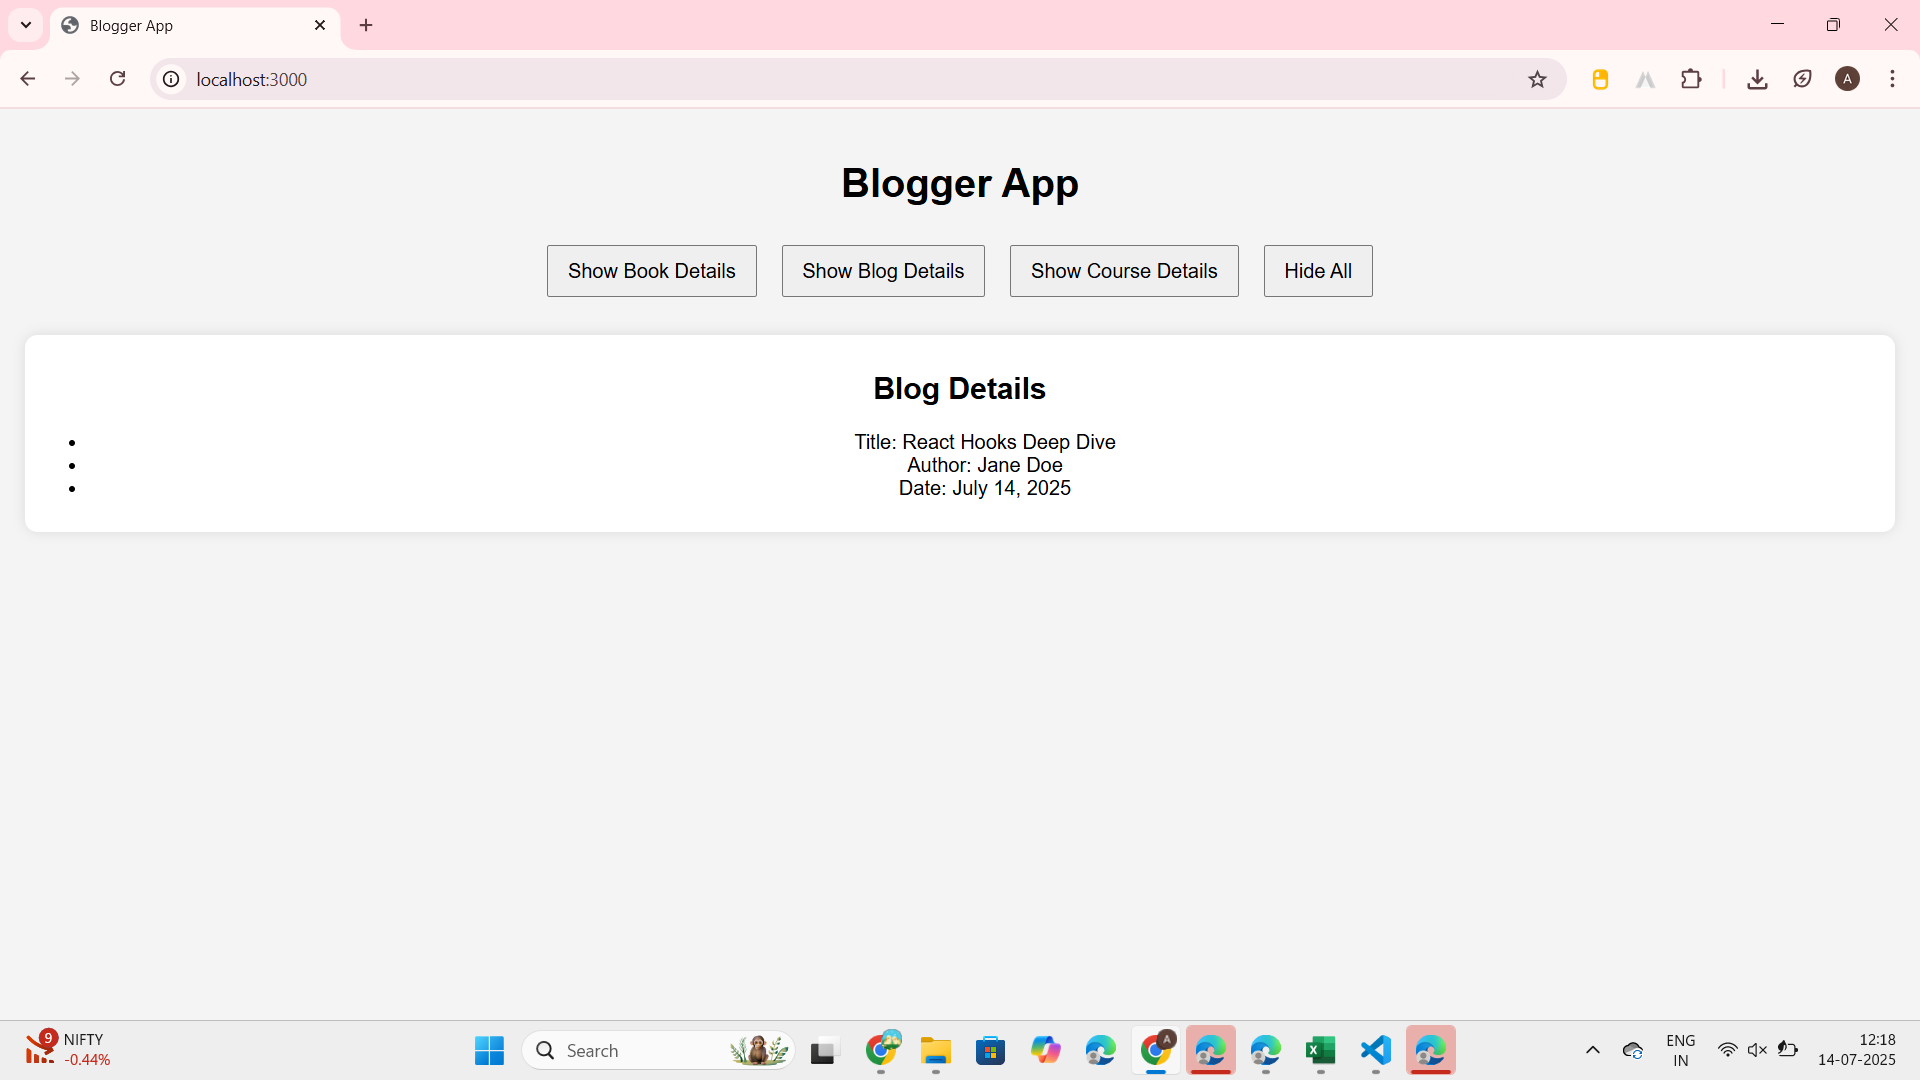 Blogger App
localhost:3000
A
Blogger App
Show Book Details
Show Blog Details
Show Course Details
Hide All
Blog Details
Title: React Hooks Deep Dive
Author: Jane Doe
Date: July 14, 2025
9
NIFTY
-0.44%
Search
A
ENG
IN
12:18
14-07-2025